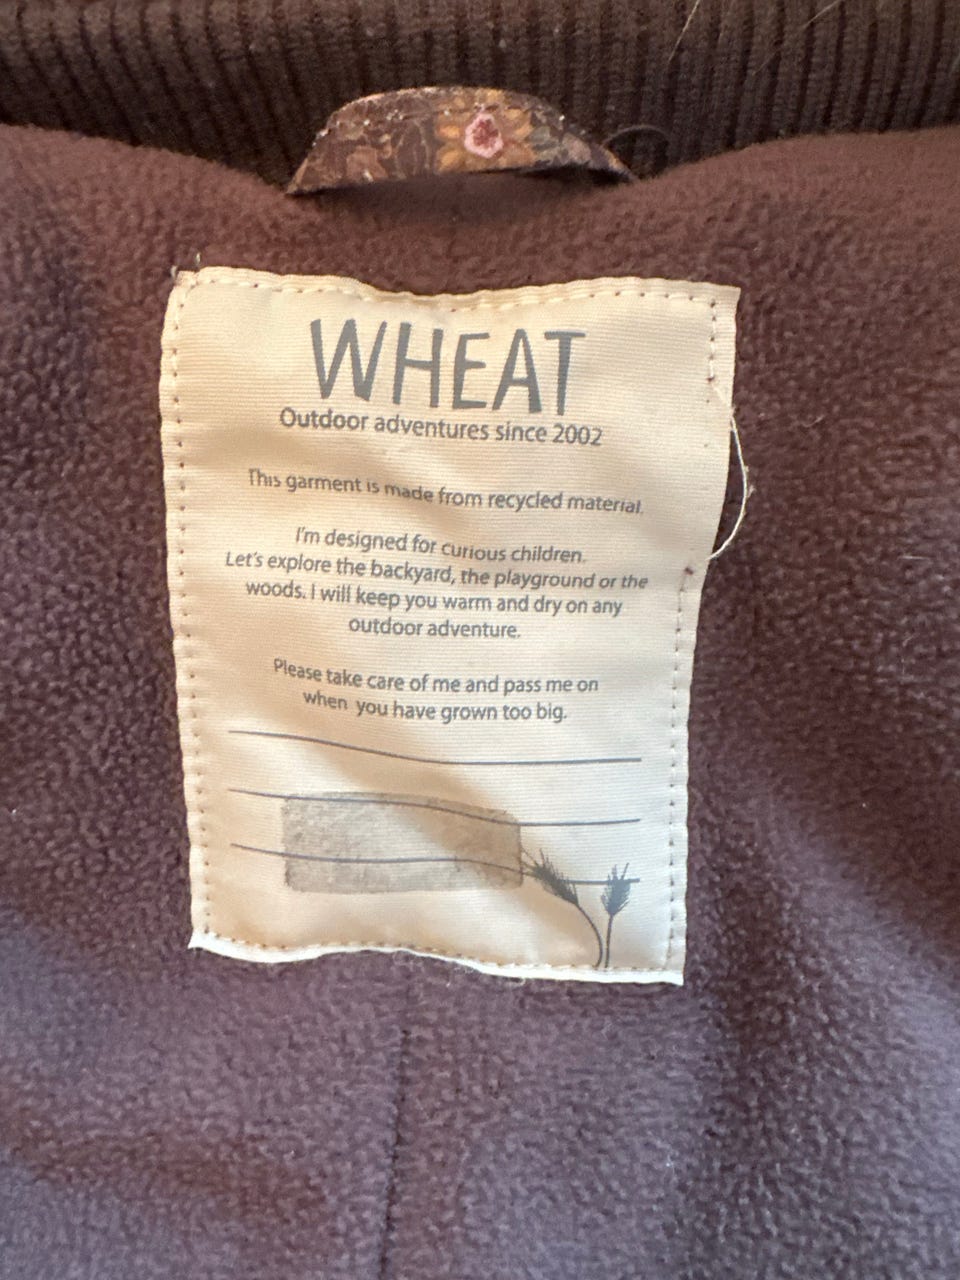 WHEAT
Outdoor adventures since 2002
This garment is made from recycled material.
I'm designed for curious children.
Let's explore the backyard, the playground or the
woods. I will keep you warm and dry on any
outdoor adventure.
Please take care of me and pass me on
when you have grown too big.